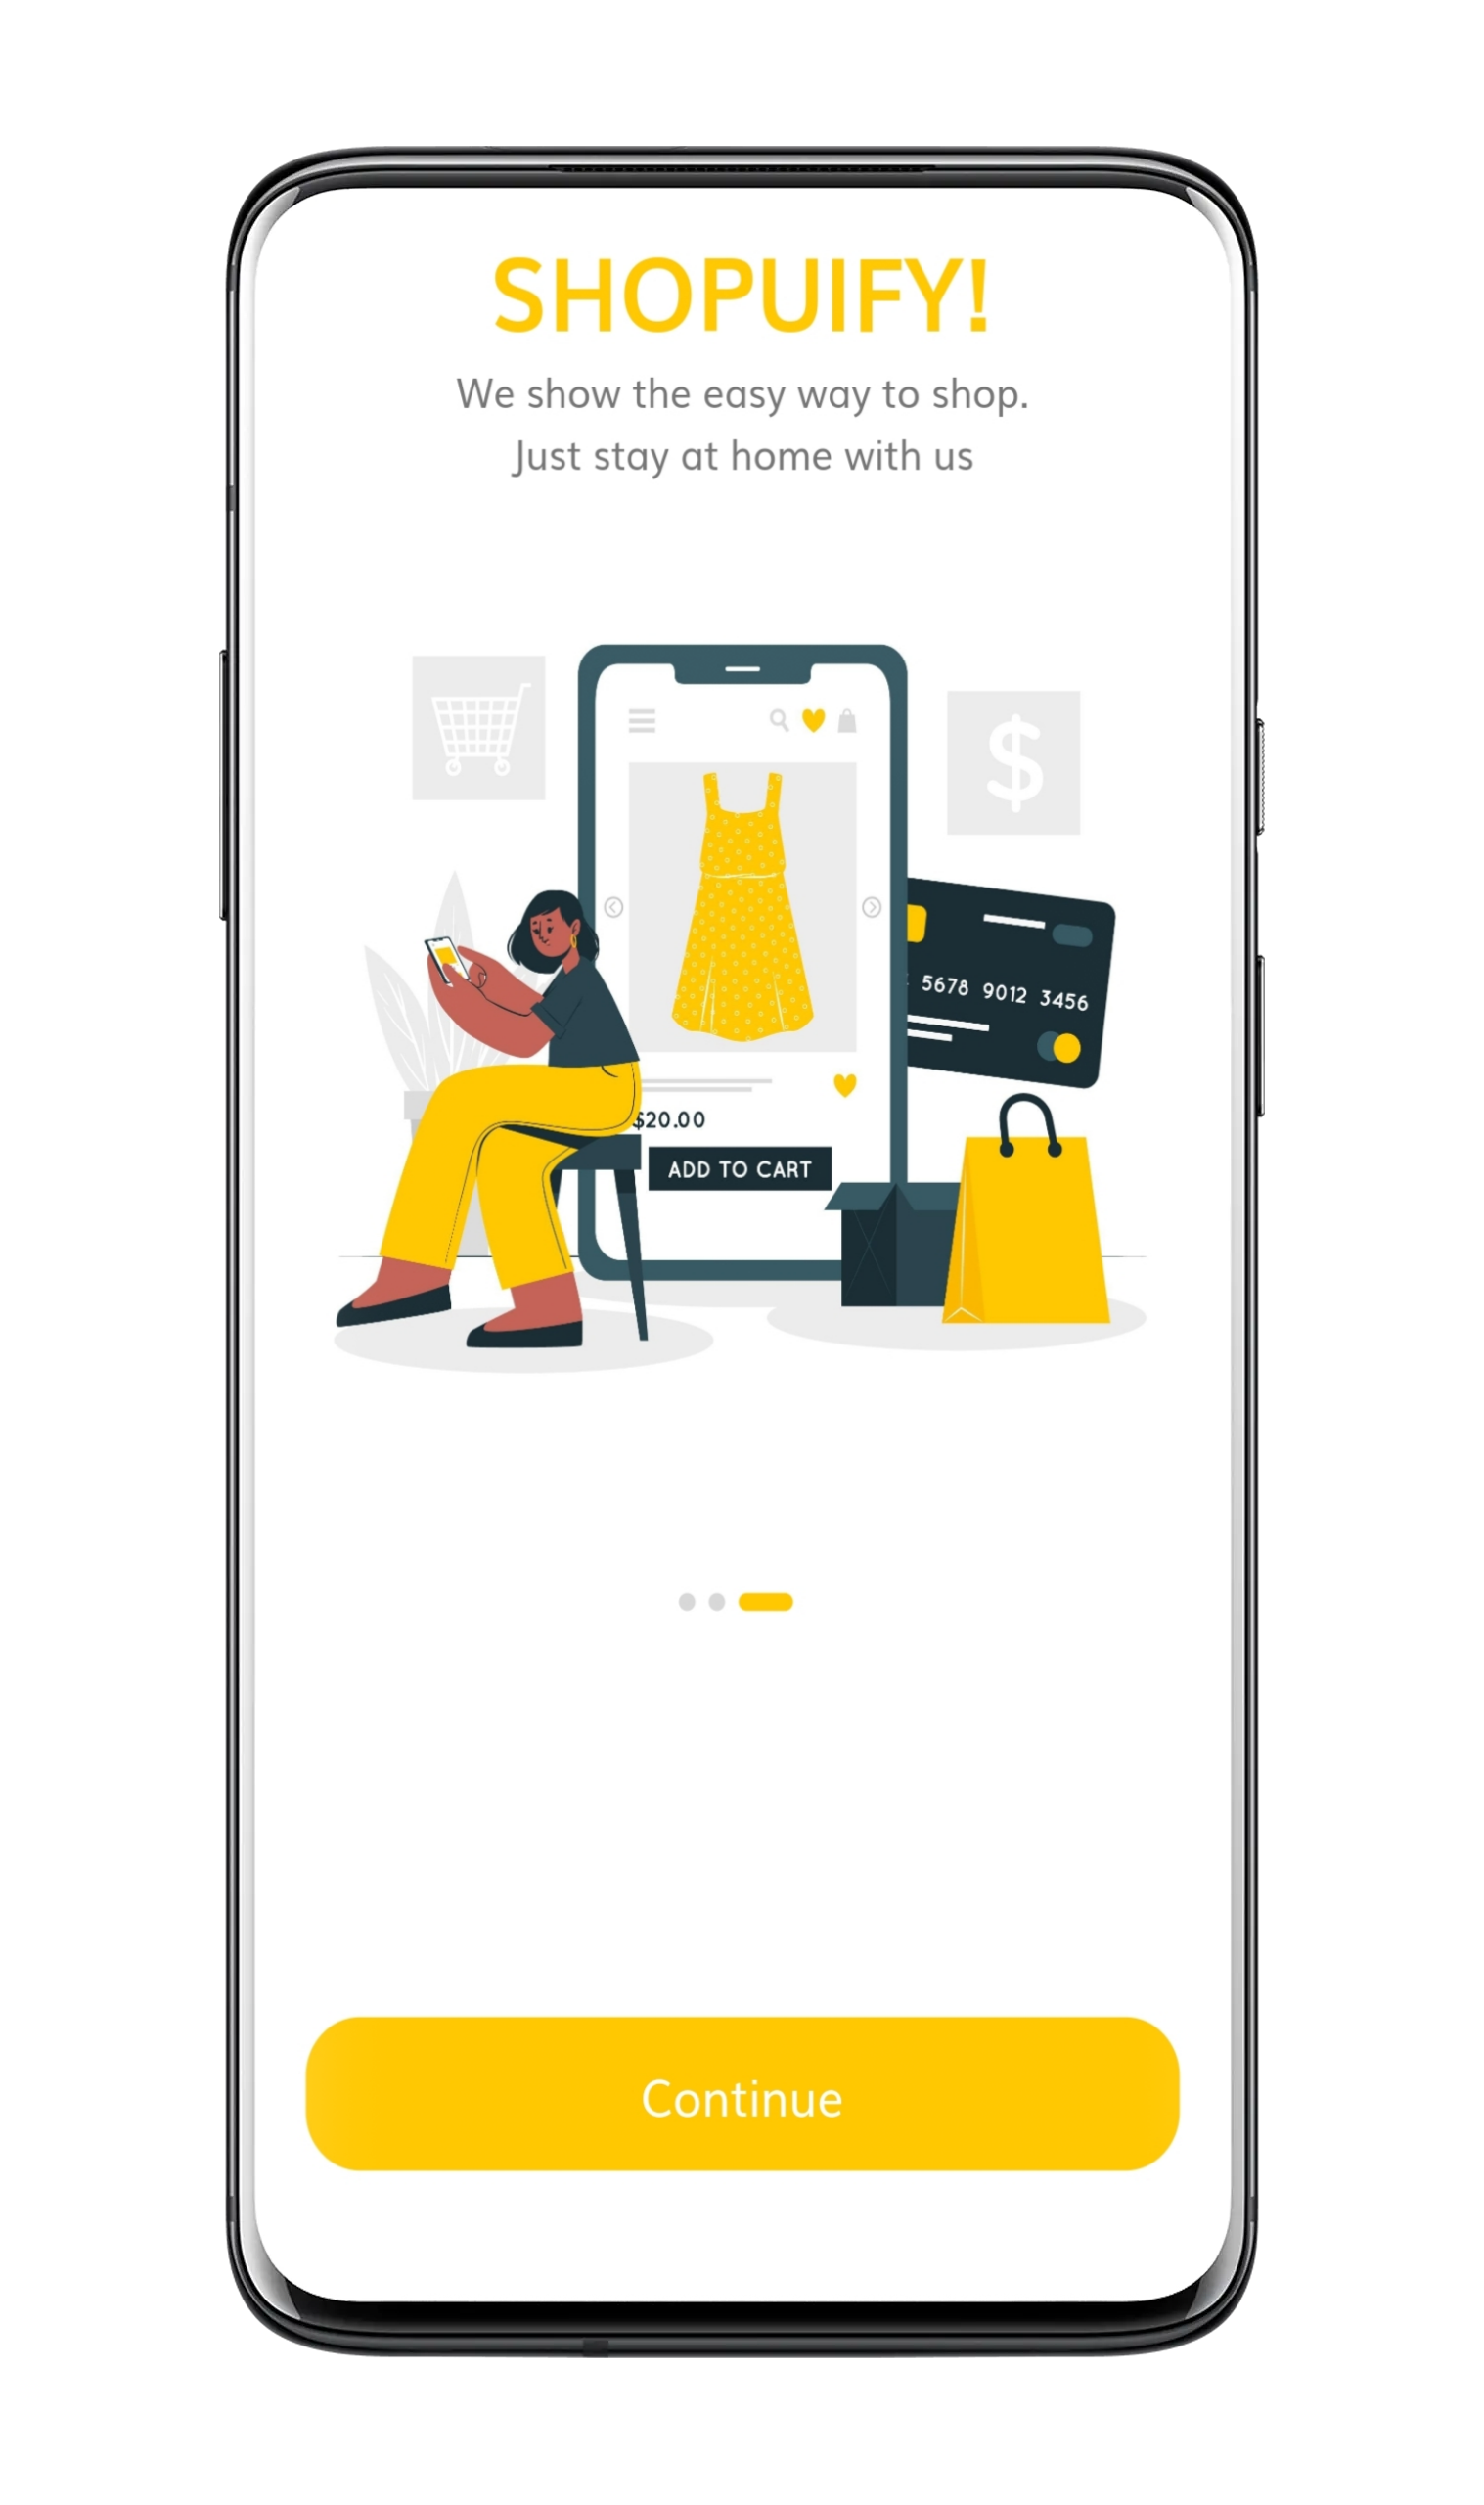 SHOPUIFY!
We show the easy way to shop.
Just stay at home with us
$
5678 9012 3456
$20.00
ADD TO CART
Continue